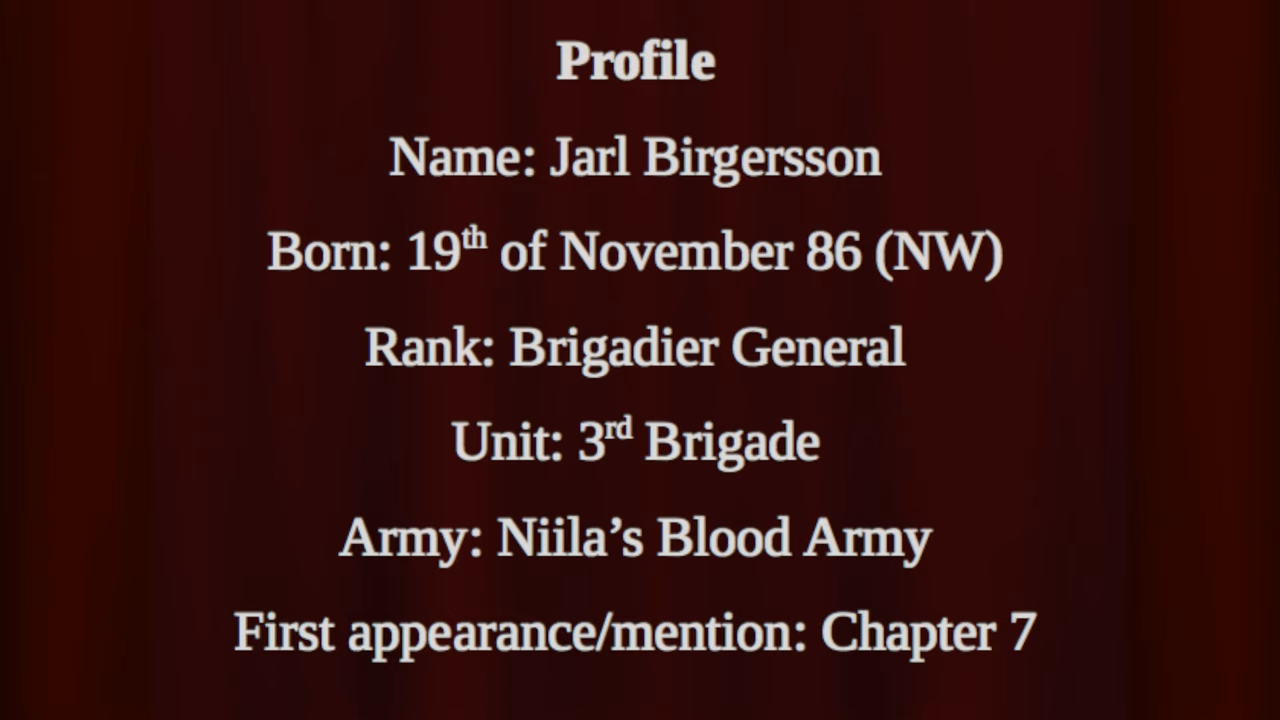 Profile
Name: Jarl Birgersson
Born: 19th of November 86 (NW)
Rank: Brigadier General
Unit: 3rd Brigade
Army: Niila’s Blood Army
First appearance/mention: Chapter 7